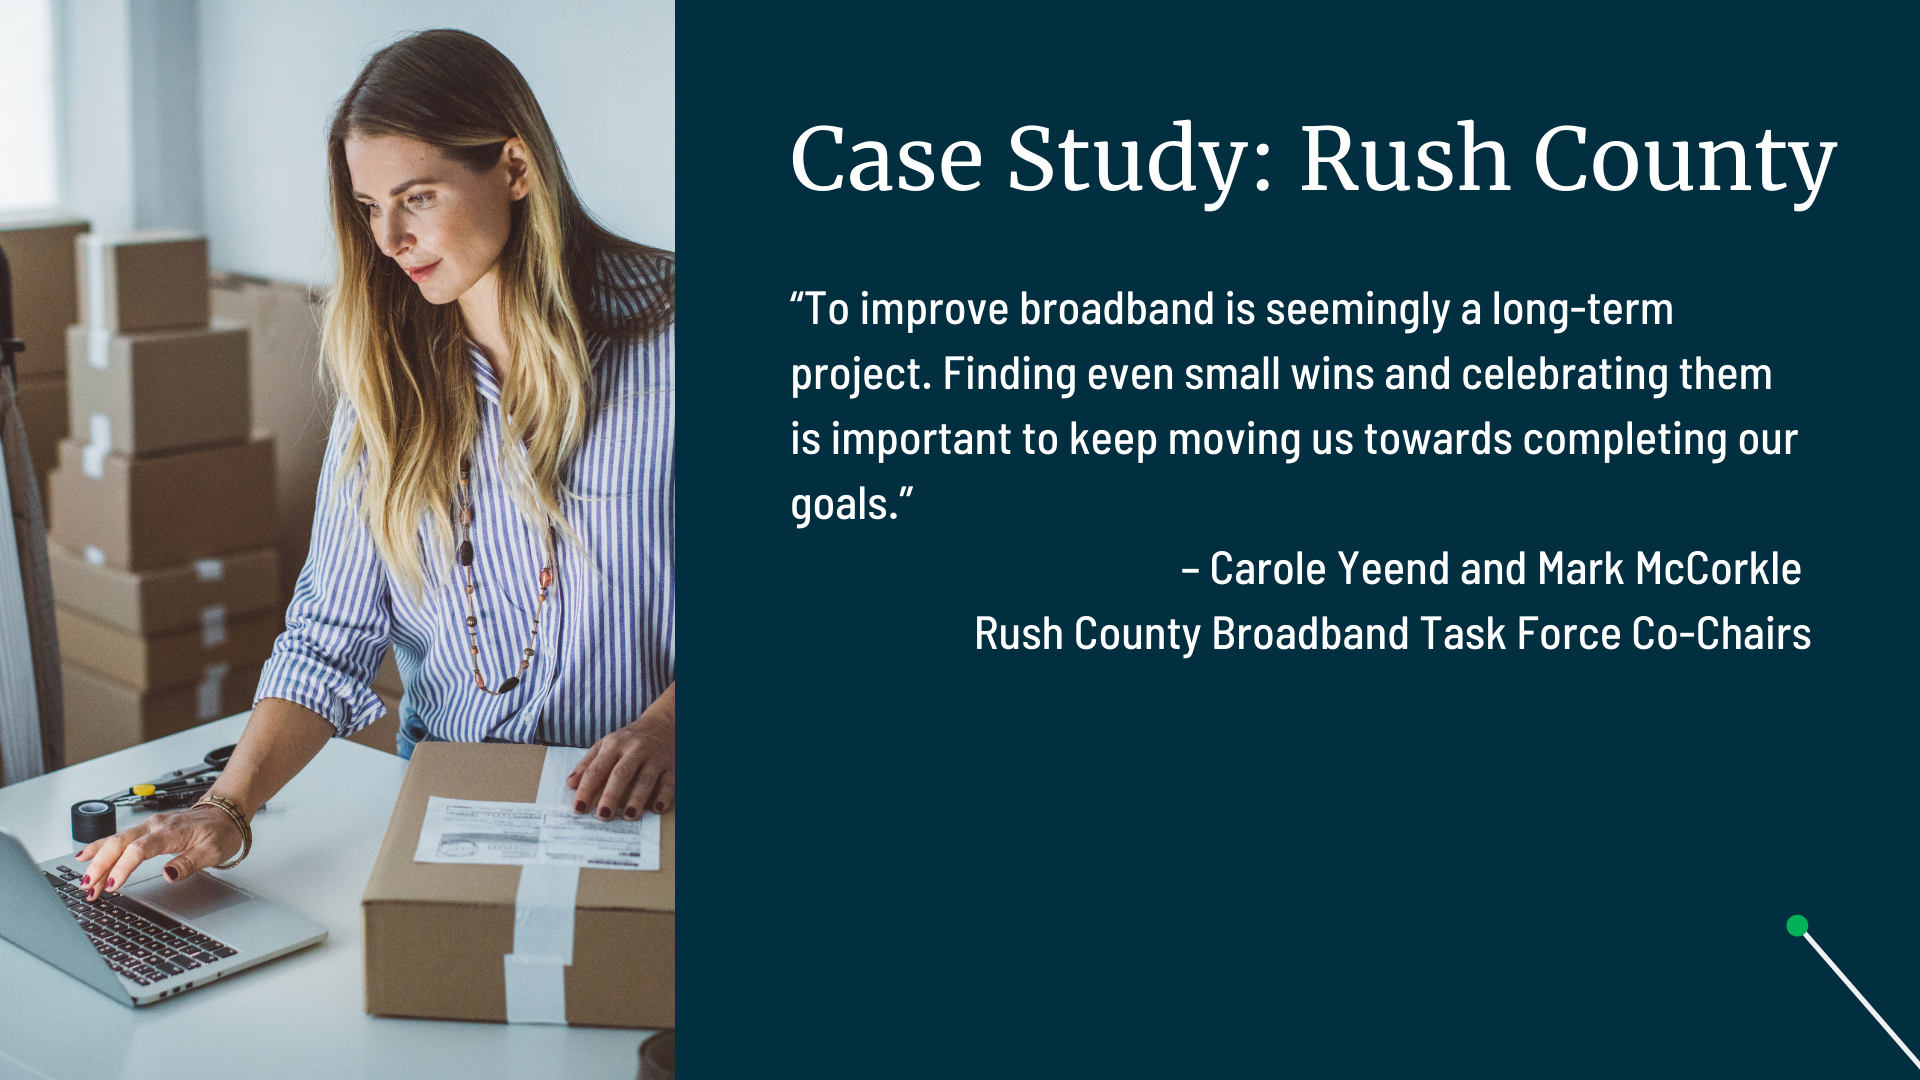 Case Study: Rush County
“To improve broadband is seemingly a long-term
project. Finding even small wins and celebrating them
is important to keep moving us towards completing our
goals.”
– Carole Yeend and Mark McCorkle
Rush County Broadband Task Force Co-Chairs